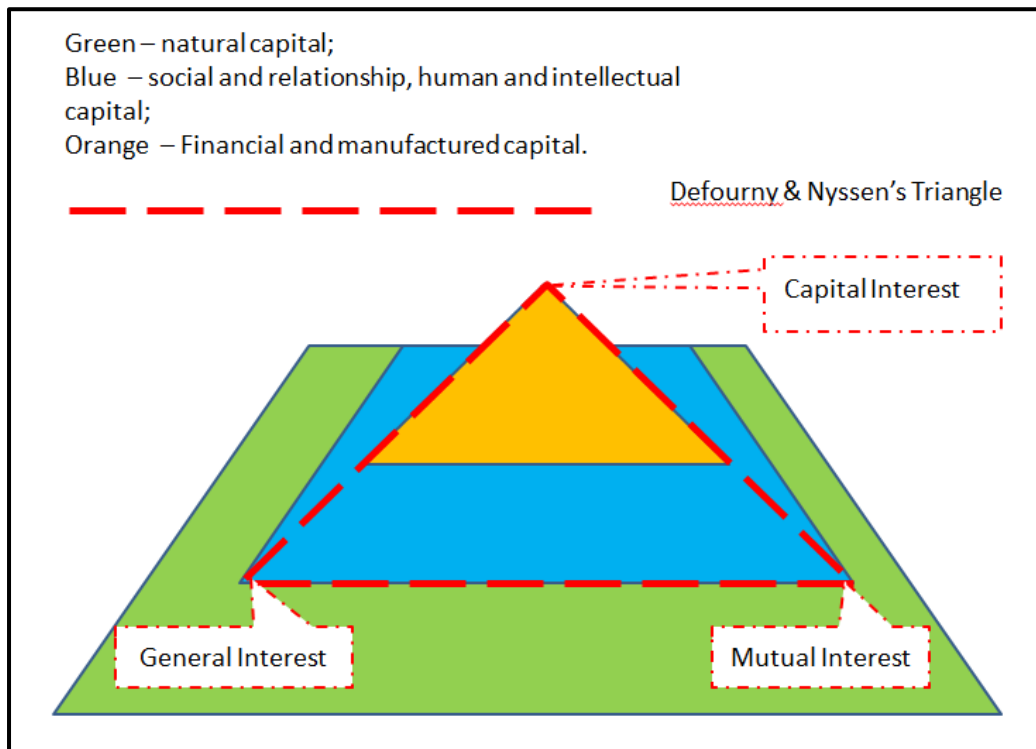 Green – natural capital;
Blue – social and relationship, human and intellectual
capital;
Orange – Financial and manufactured capital.
Defourny & Nyssen's Triangle
Capital Interest
General Interest
Mutual Interest